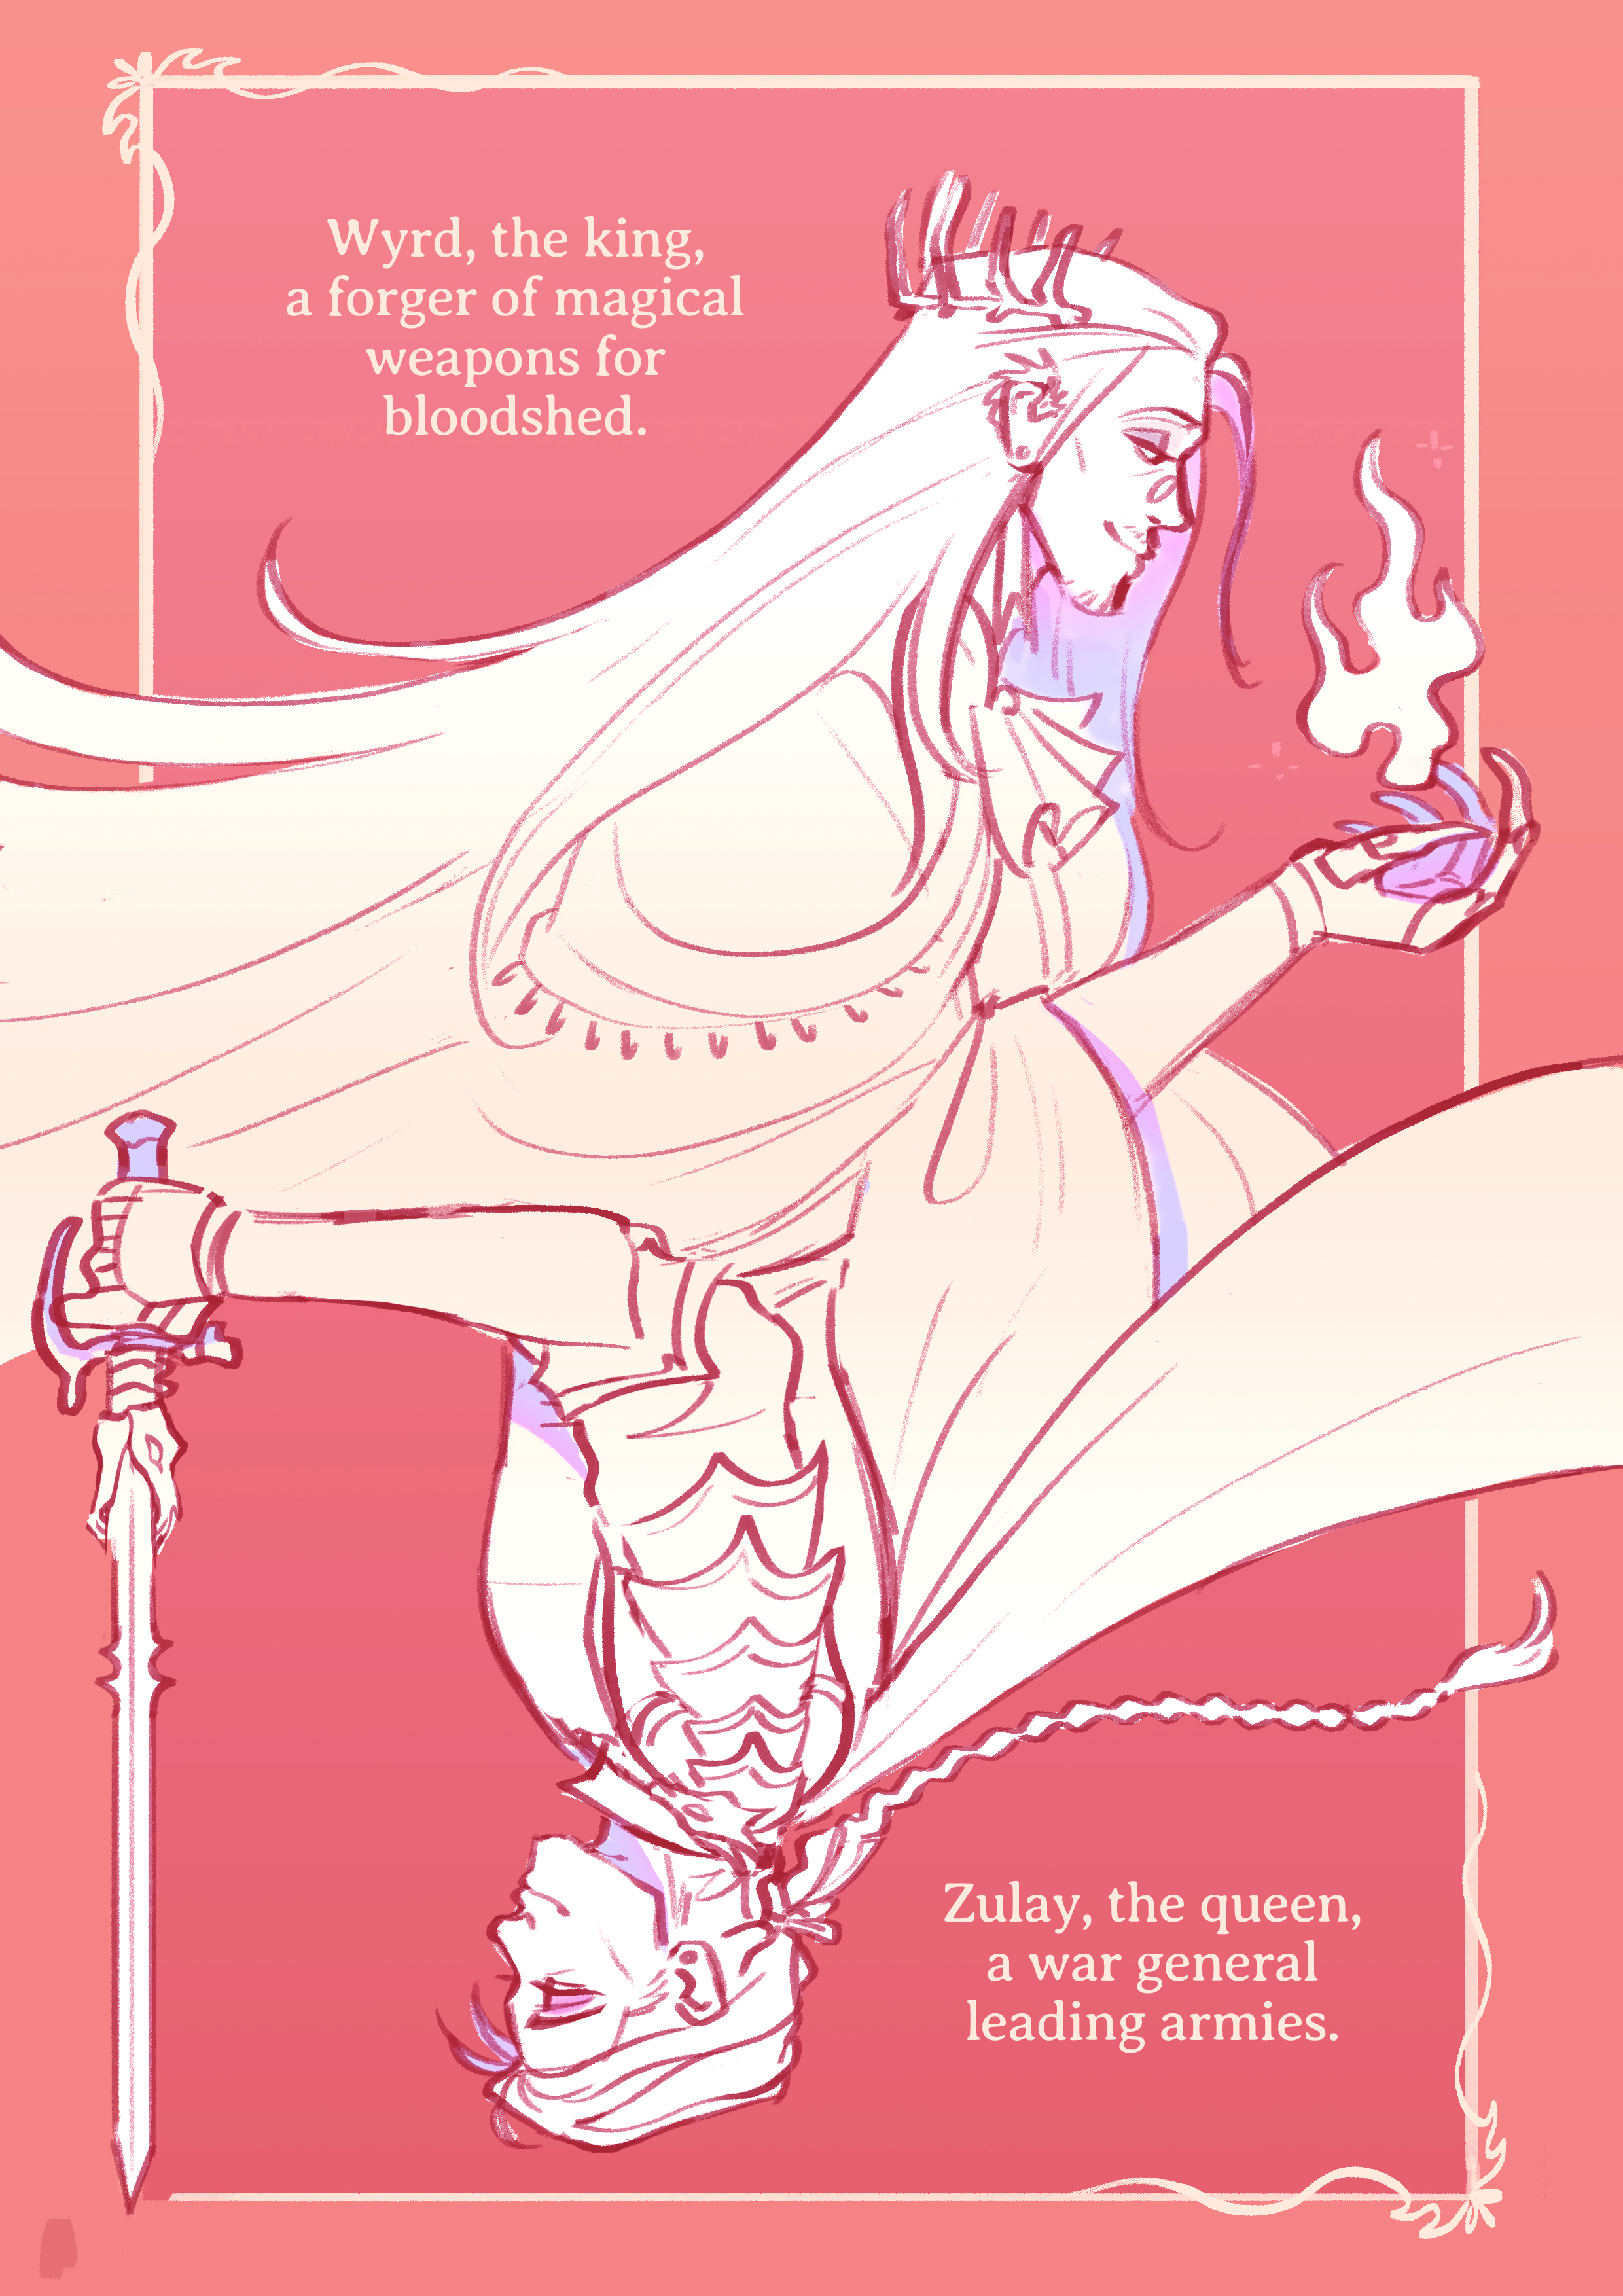 Wyrd, the king,
a forger of magical
weapons for
bloodshed.
Zulay, the queen,
a war general
leading armies.